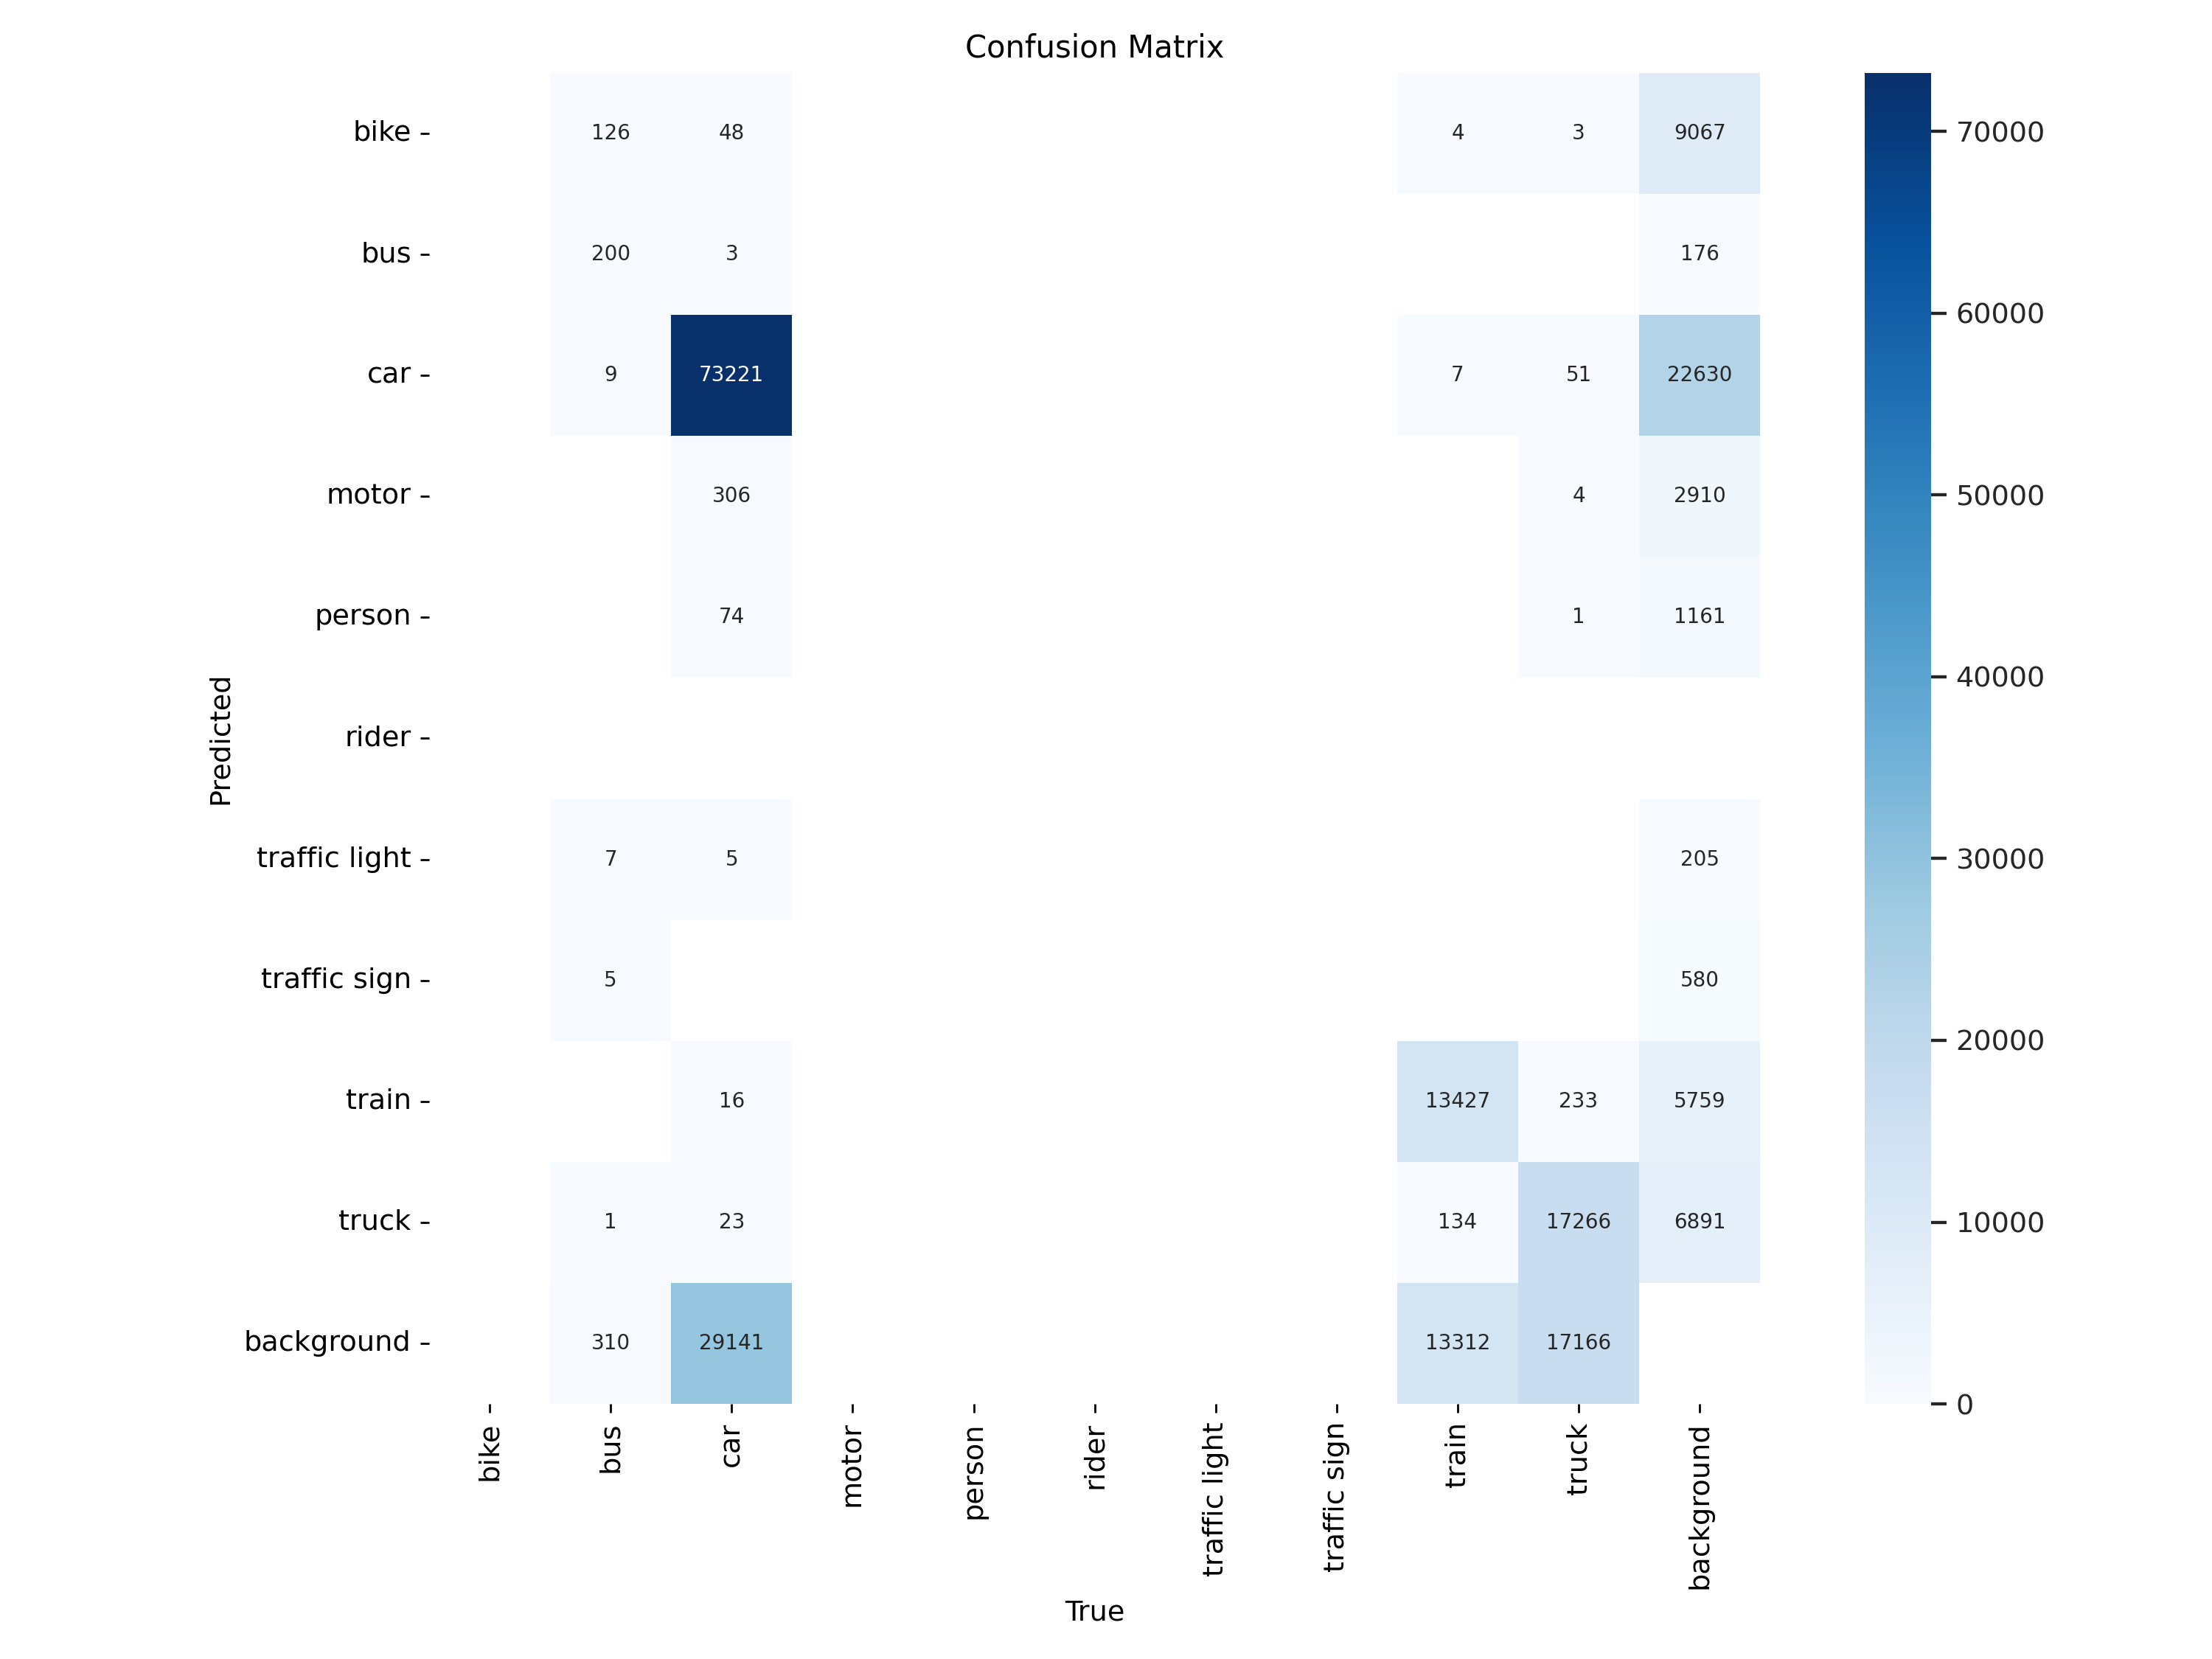 Confusion Matrix
bike 126 48 4 3 9067
bus 200 3 176
car 9 73221 7 51 22630
motor 306 4 2910
person 74 1 1161
rider
traffic light 7 5 205
traffic sign 5 580
train 16 13427 233 5759
truck 1 23 134 17266 6891
background 310 29141 13312 17166
Predicted
bike bus car motor person rider traffic light traffic sign train truck background
True
70000
60000
50000
40000
30000
20000
10000
0